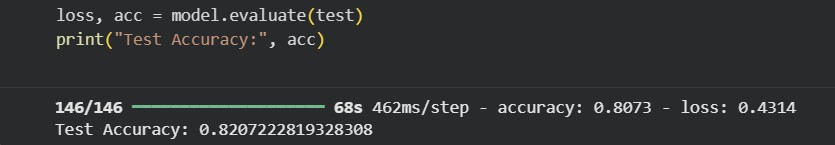 loss, acc = model.evaluate(test)
print("Test Accuracy:", acc)
146/146 ━━━━━━━━━━━━━━━━━━━━ 68s 462ms/step - accuracy: 0.8073 - loss: 0.4314
Test Accuracy: 0.8207222819328308